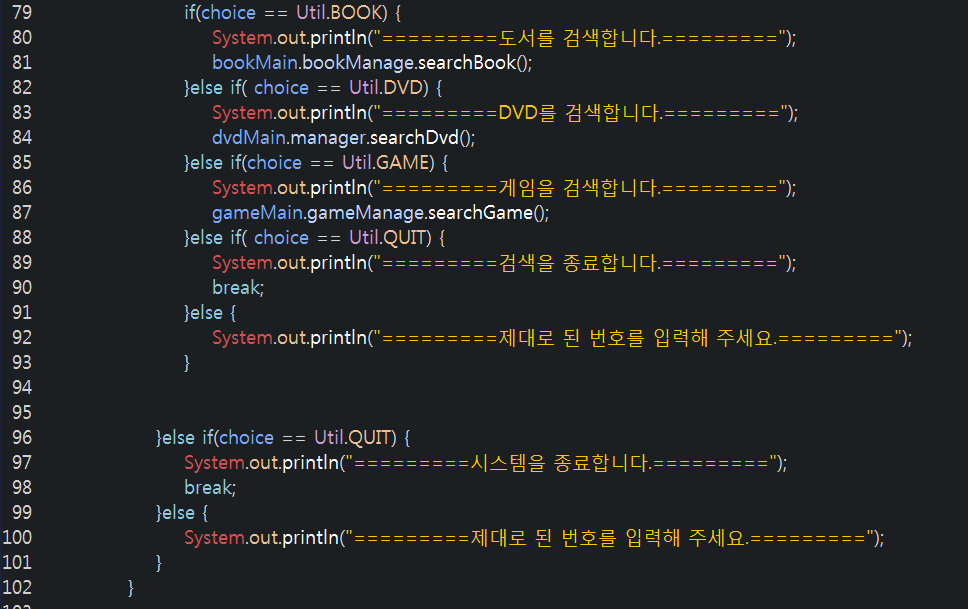 79 if(choice == Util.BOOK) {
80 System.out.println("=========도서를 검색합니다.=========");
81 bookMain.bookManage.searchBook();
82 }else if( choice == Util.DVD) {
83 System.out.println("=========DVD를 검색합니다.=========");
84 dvdMain.manager.searchDvd();
85 }else if(choice == Util.GAME) {
86 System.out.println("=========게임을 검색합니다.=========");
87 gameMain.gameManage.searchGame();
88 }else if( choice == Util.QUIT) {
89 System.out.println("=========검색을 종료합니다.=========");
90 break;
91 }else {
92 System.out.println("=========제대로 된 번호를 입력해 주세요.=========");
93 }
94
95
96 }else if(choice == Util.QUIT) {
97 System.out.println("=========시스템을 종료합니다.=========");
98 break;
99 }else {
100 System.out.println("=========제대로 된 번호를 입력해 주세요.=========");
101 }
102 }